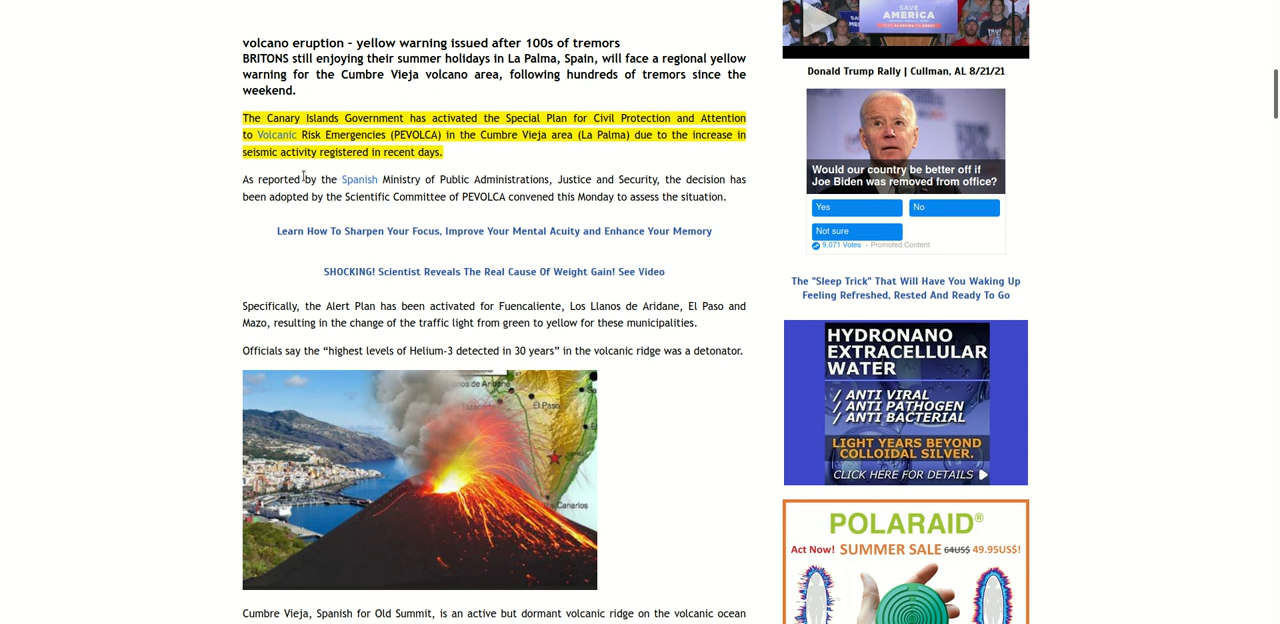 volcano eruption - yellow warning issued after 100s of tremors
BRITONS still enjoying their summer holidays in La Palma, Spain, will face a regional yellow
warning for the Cumbre Vieja volcano area, following hundreds of tremors since the
weekend.
The Canary Islands Government has activated the Special Plan for Civil Protection and Attention
to Volcanic Risk Emergencies (PEVOLCA) in the Cumbre Vieja area (La Palma) due to the increase in
seismic activity registered in recent days.
As reported by the Spanish Ministry of Public Administrations, Justice and Security, the decision has
been adopted by the Scientific Committee of PEVOLCA convened this Monday to assess the situation.
Learn How To Sharpen Your Focus, Improve Your Mental Acuity and Enhance Your Memory
SHOCKING! Scientist Reveals The Real Cause Of Weight Gain! See Video
Specifically, the Alert Plan has been activated for Fuencaliente, Los Llanos de Aridane, El Paso and
Mazo, resulting in the change of the traffic light from green to yellow for these municipalities.
Officials say the “highest levels of Helium-3 detected in 30 years” in the volcanic ridge was a detonator.
El Paso
Canarios
Cumbre Vieja, Spanish for Old Summit, is an active but dormant volcanic ridge on the volcanic ocean
SAVE
AMERICA
Donald Trump Rally | Cullman, AL 8/21/21
Would our country be better off if
Joe Biden was removed from office?
Yes
No
Not sure
9,071 Votes - Promoted Content
The "Sleep Trick" That Will Have You Waking Up
Feeling Refreshed, Rested And Ready To Go
HYDRONANO
EXTRACELLULAR
WATER
/ ANTI VIRAL
/ ANTI PATHOGEN
/ ANTI BACTERIAL
LIGHT YEARS BEYOND
COLLOIDAL SILVER.
CLICK HERE FOR DETAILS
POLARAID®
Act Now! SUMMER SALE 64US$ 49.95US$!